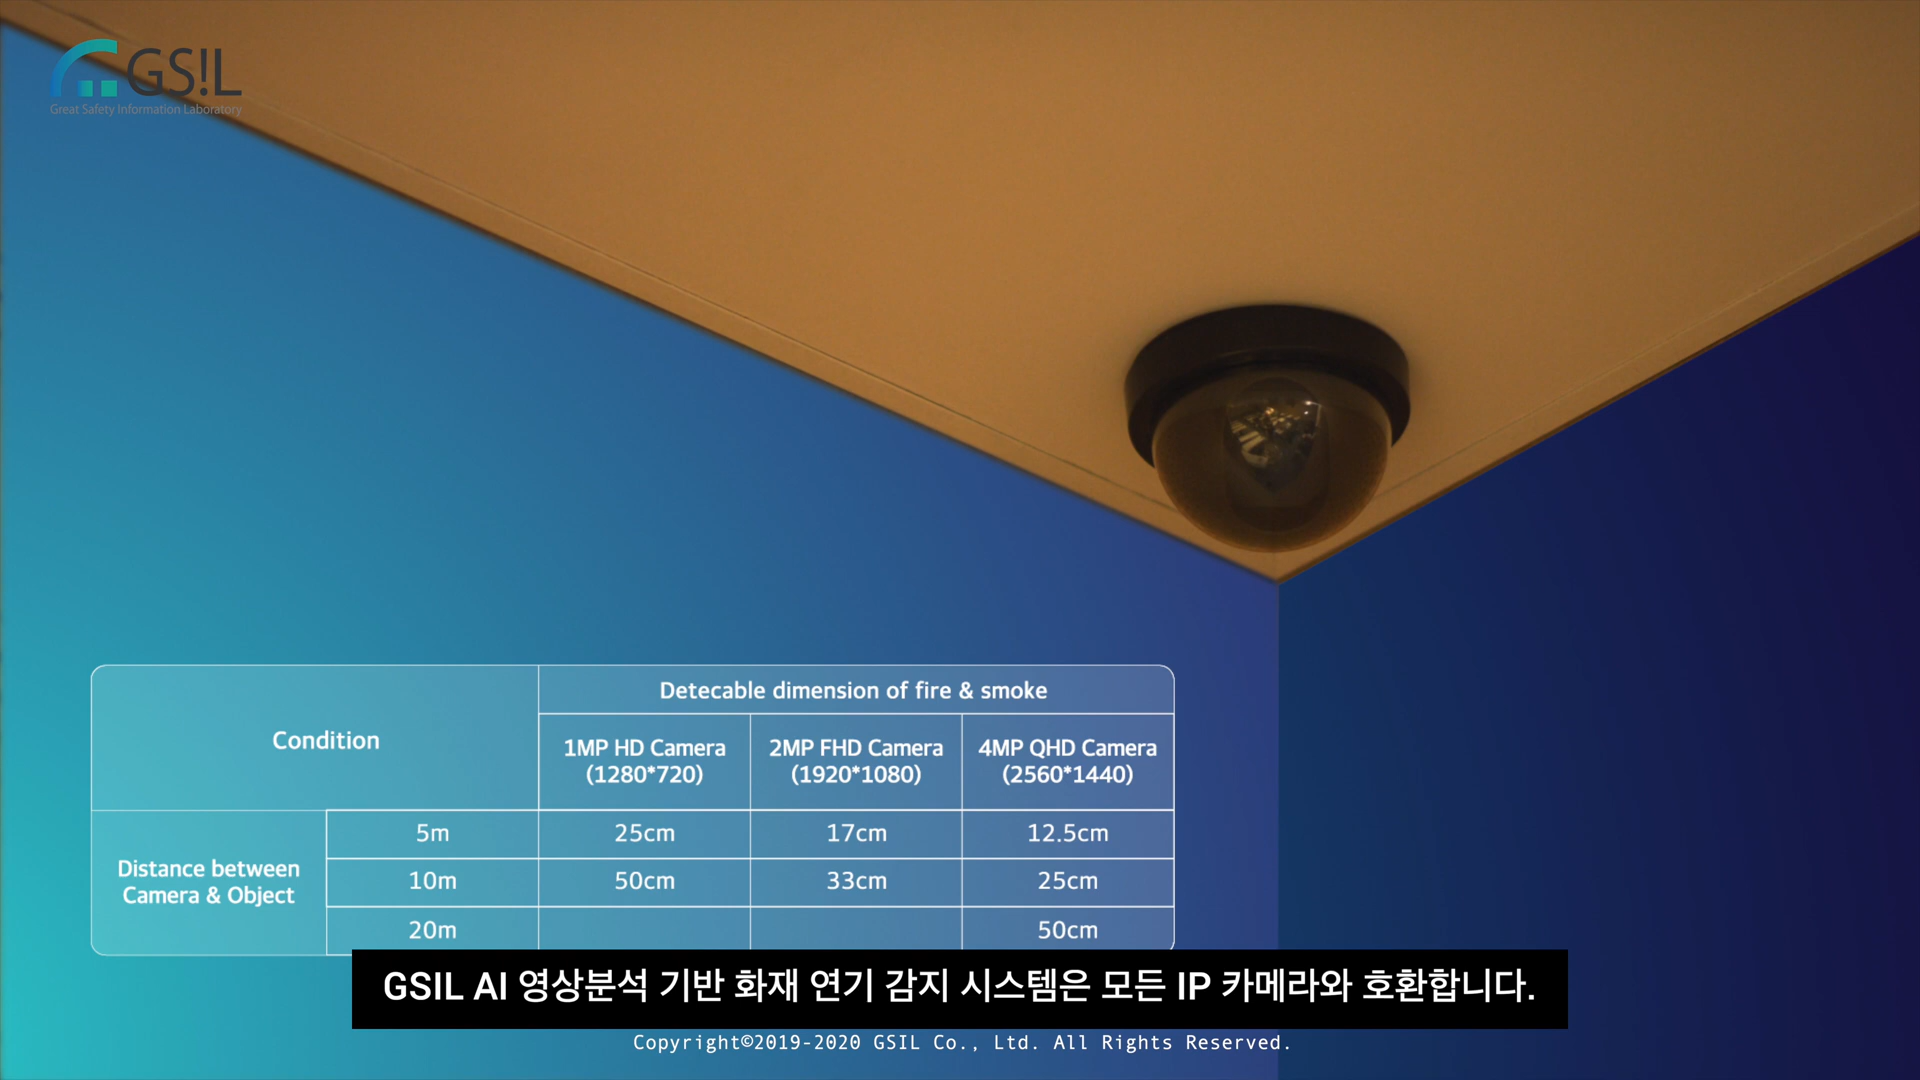 GS!L
Great Safety Information Laboratory
Condition
Detecable dimension of fire & smoke
1MP HD Camera
(1280*720)
2MP FHD Camera
(1920*1080)
4MP QHD Camera
(2560*1440)
Distance between
Camera & Object
5m
25cm
17cm
12.5cm
10m
50cm
33cm
25cm
20m
50cm
GSIL AI 영상분석 기반 화재 연기 감지 시스템은 모든 IP 카메라와 호환합니다.
Copyright©2019-2020 GSIL Co., Ltd. All Rights Reserved.